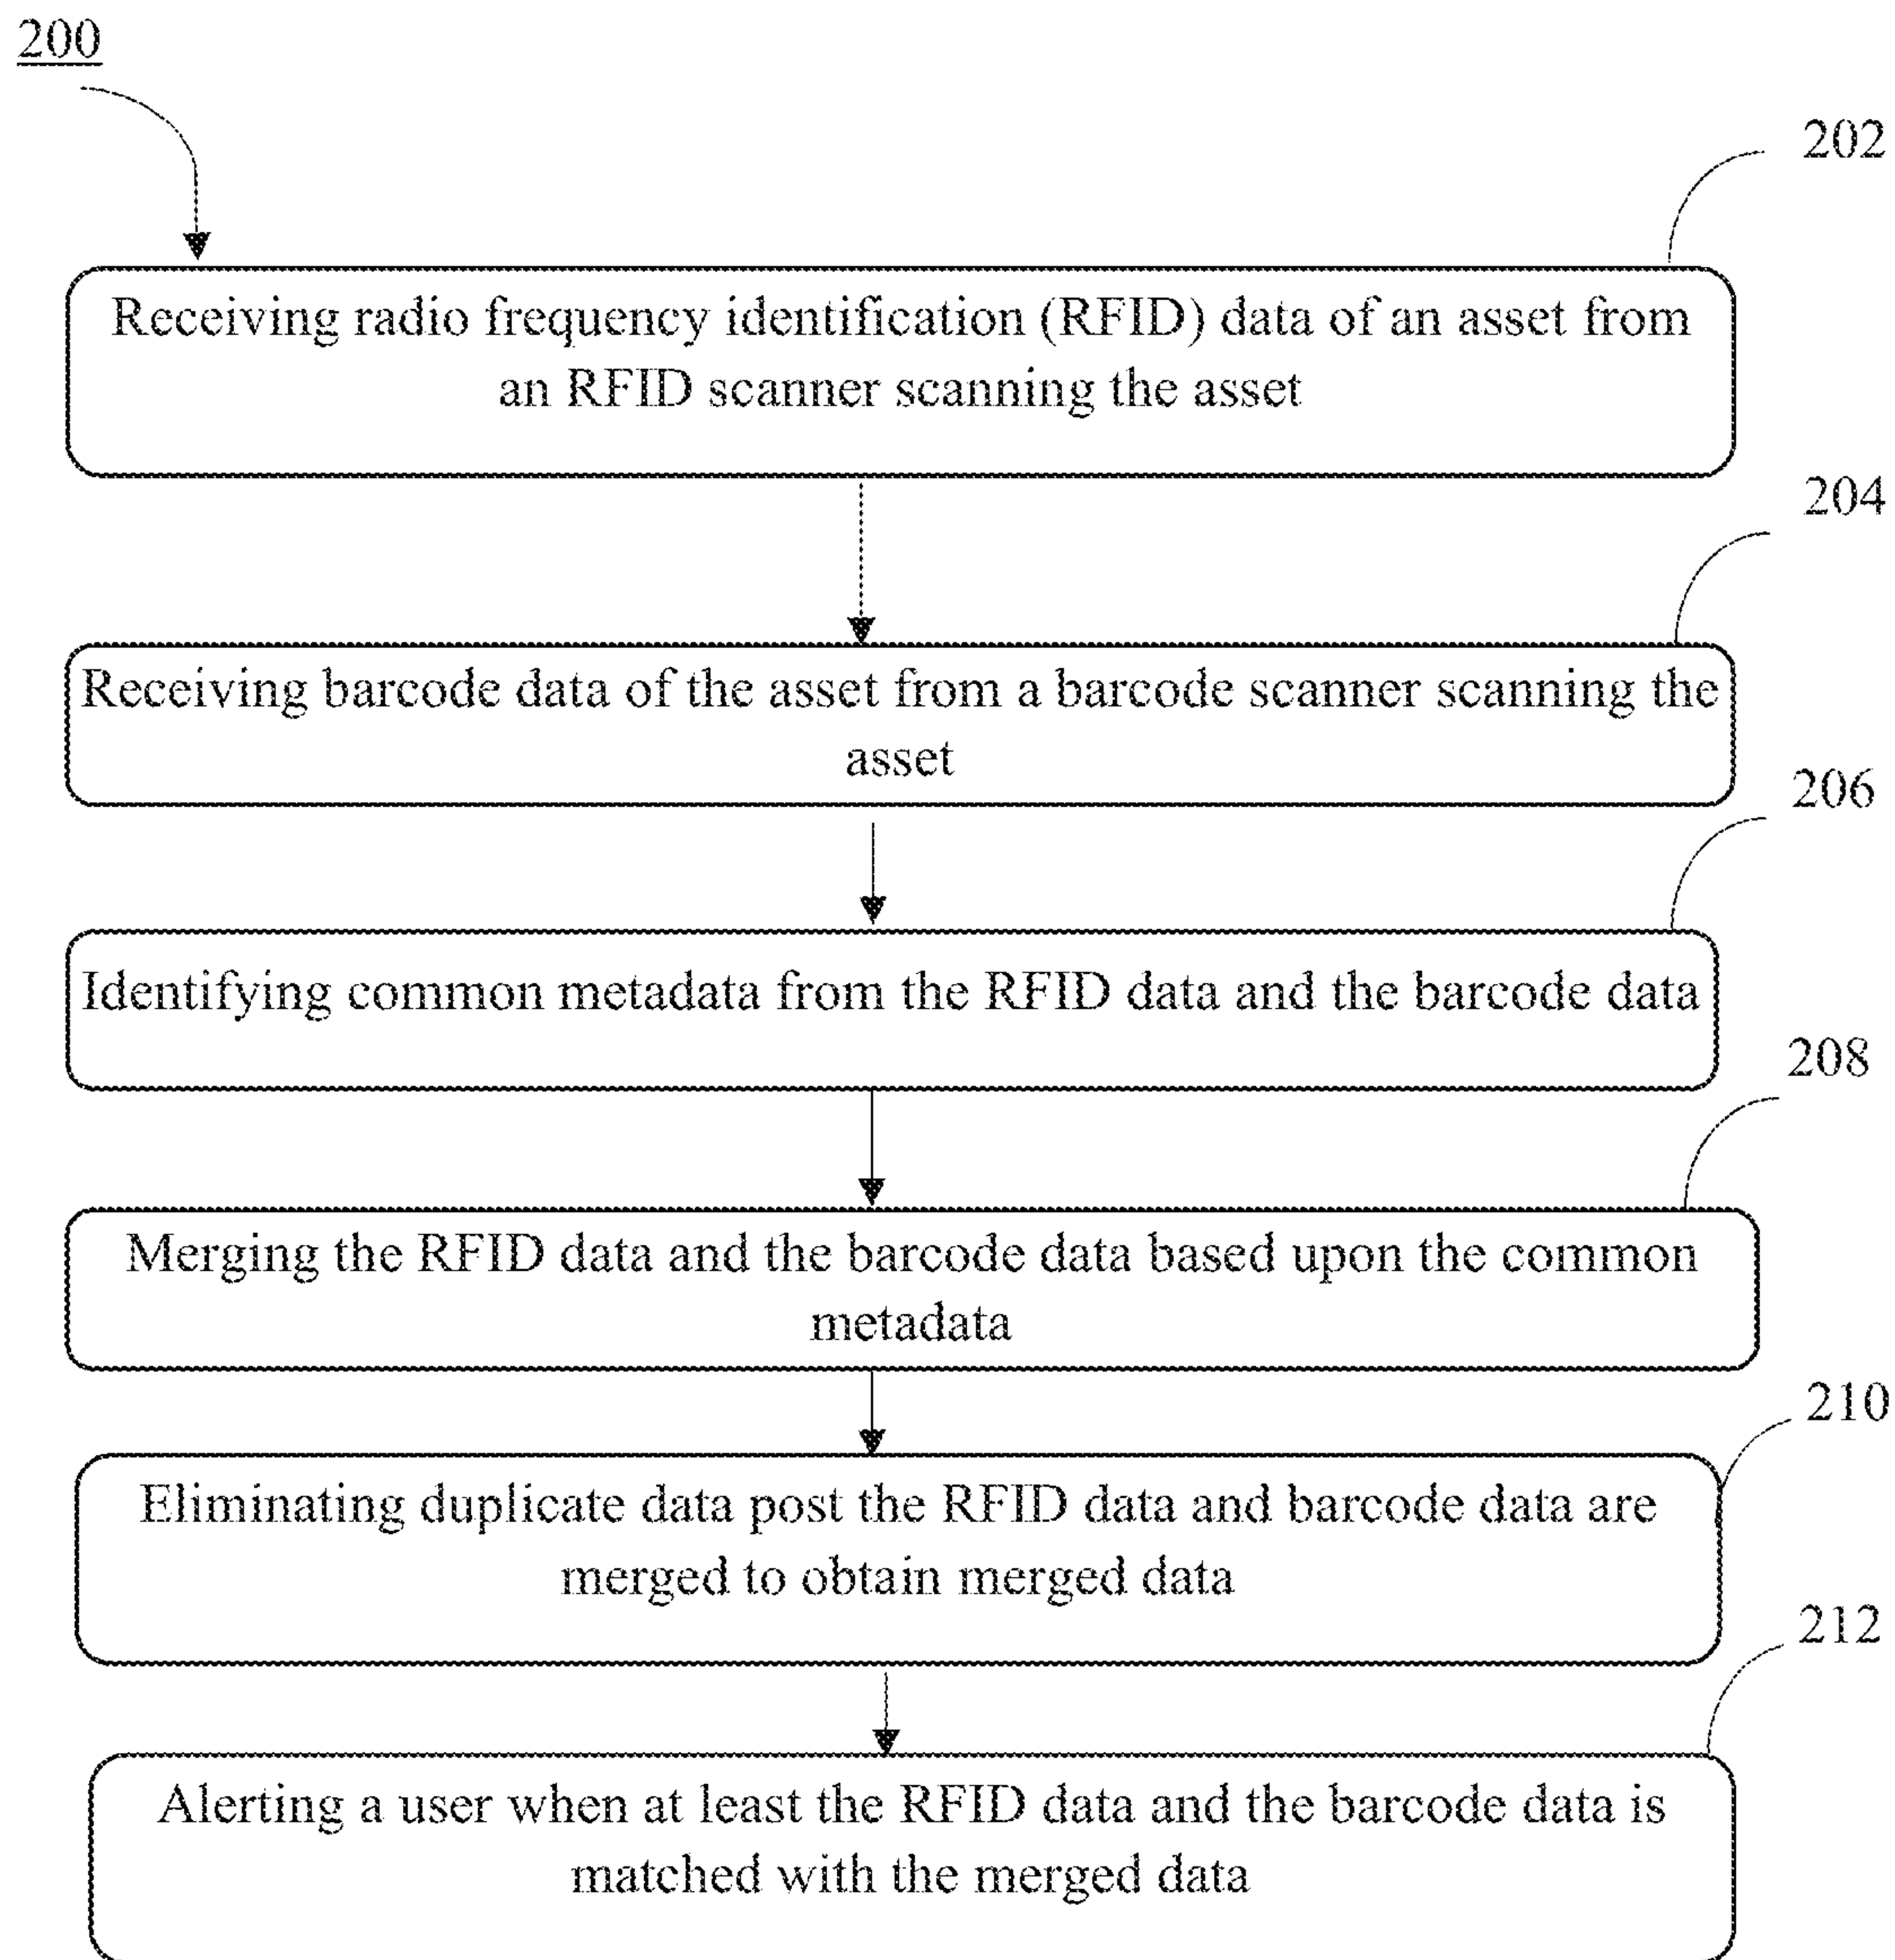 200
202
Receiving radio frequency identification (RFID) data of an asset from
an RFID scanner scanning the asset
204
Receiving barcode data of the asset from a barcode scanner scanning the
asset
206
Identifying common metadata from the RFID data and the barcode data
208
Merging the RFID data and the barcode data based upon the common
metadata
210
Eliminating duplicate data post the RFID data and barcode data are
merged to obtain merged data
212
Alerting a user when at least the RFID data and the barcode data is
matched with the merged data